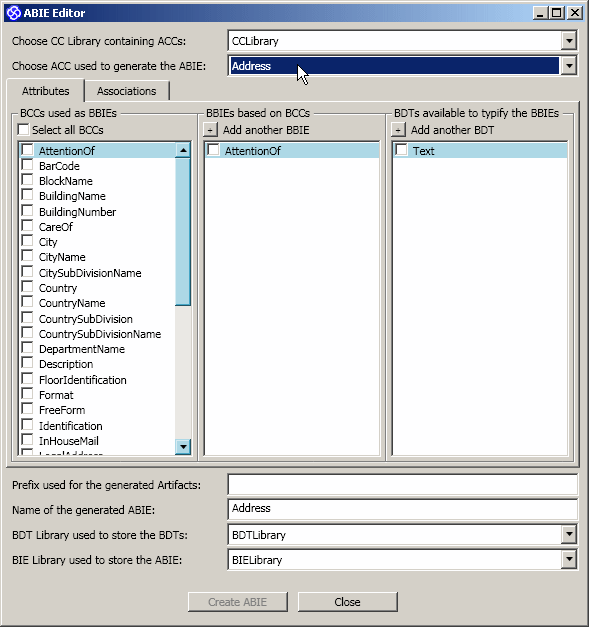 ABIE Editor
Choose CC Library containing ACCs: CCLibrary
Choose ACC used to generate the ABIE: Address
Attributes Associations
BCCs used as BBIEs BBIEs based on BCCs BDTs available to typify the BBIEs
Select all BCCs + Add another BBIE + Add another BDT
AttentionOf AttentionOf Text
BarCode
BlockName
BuildingName
BuildingNumber
CareOf
City
CityName
CitySubDivisionName
Country
CountryName
CountrySubDivision
CountrySubDivisionName
DepartmentName
Description
FloorIdentification
Format
FreeForm
Identification
InHouseMail
Prefix used for the generated Artifacts:
Name of the generated ABIE: Address
BDT Library used to store the BDTs: BDTLibrary
BIE Library used to store the ABIE: BIELibrary
Create ABIE Close